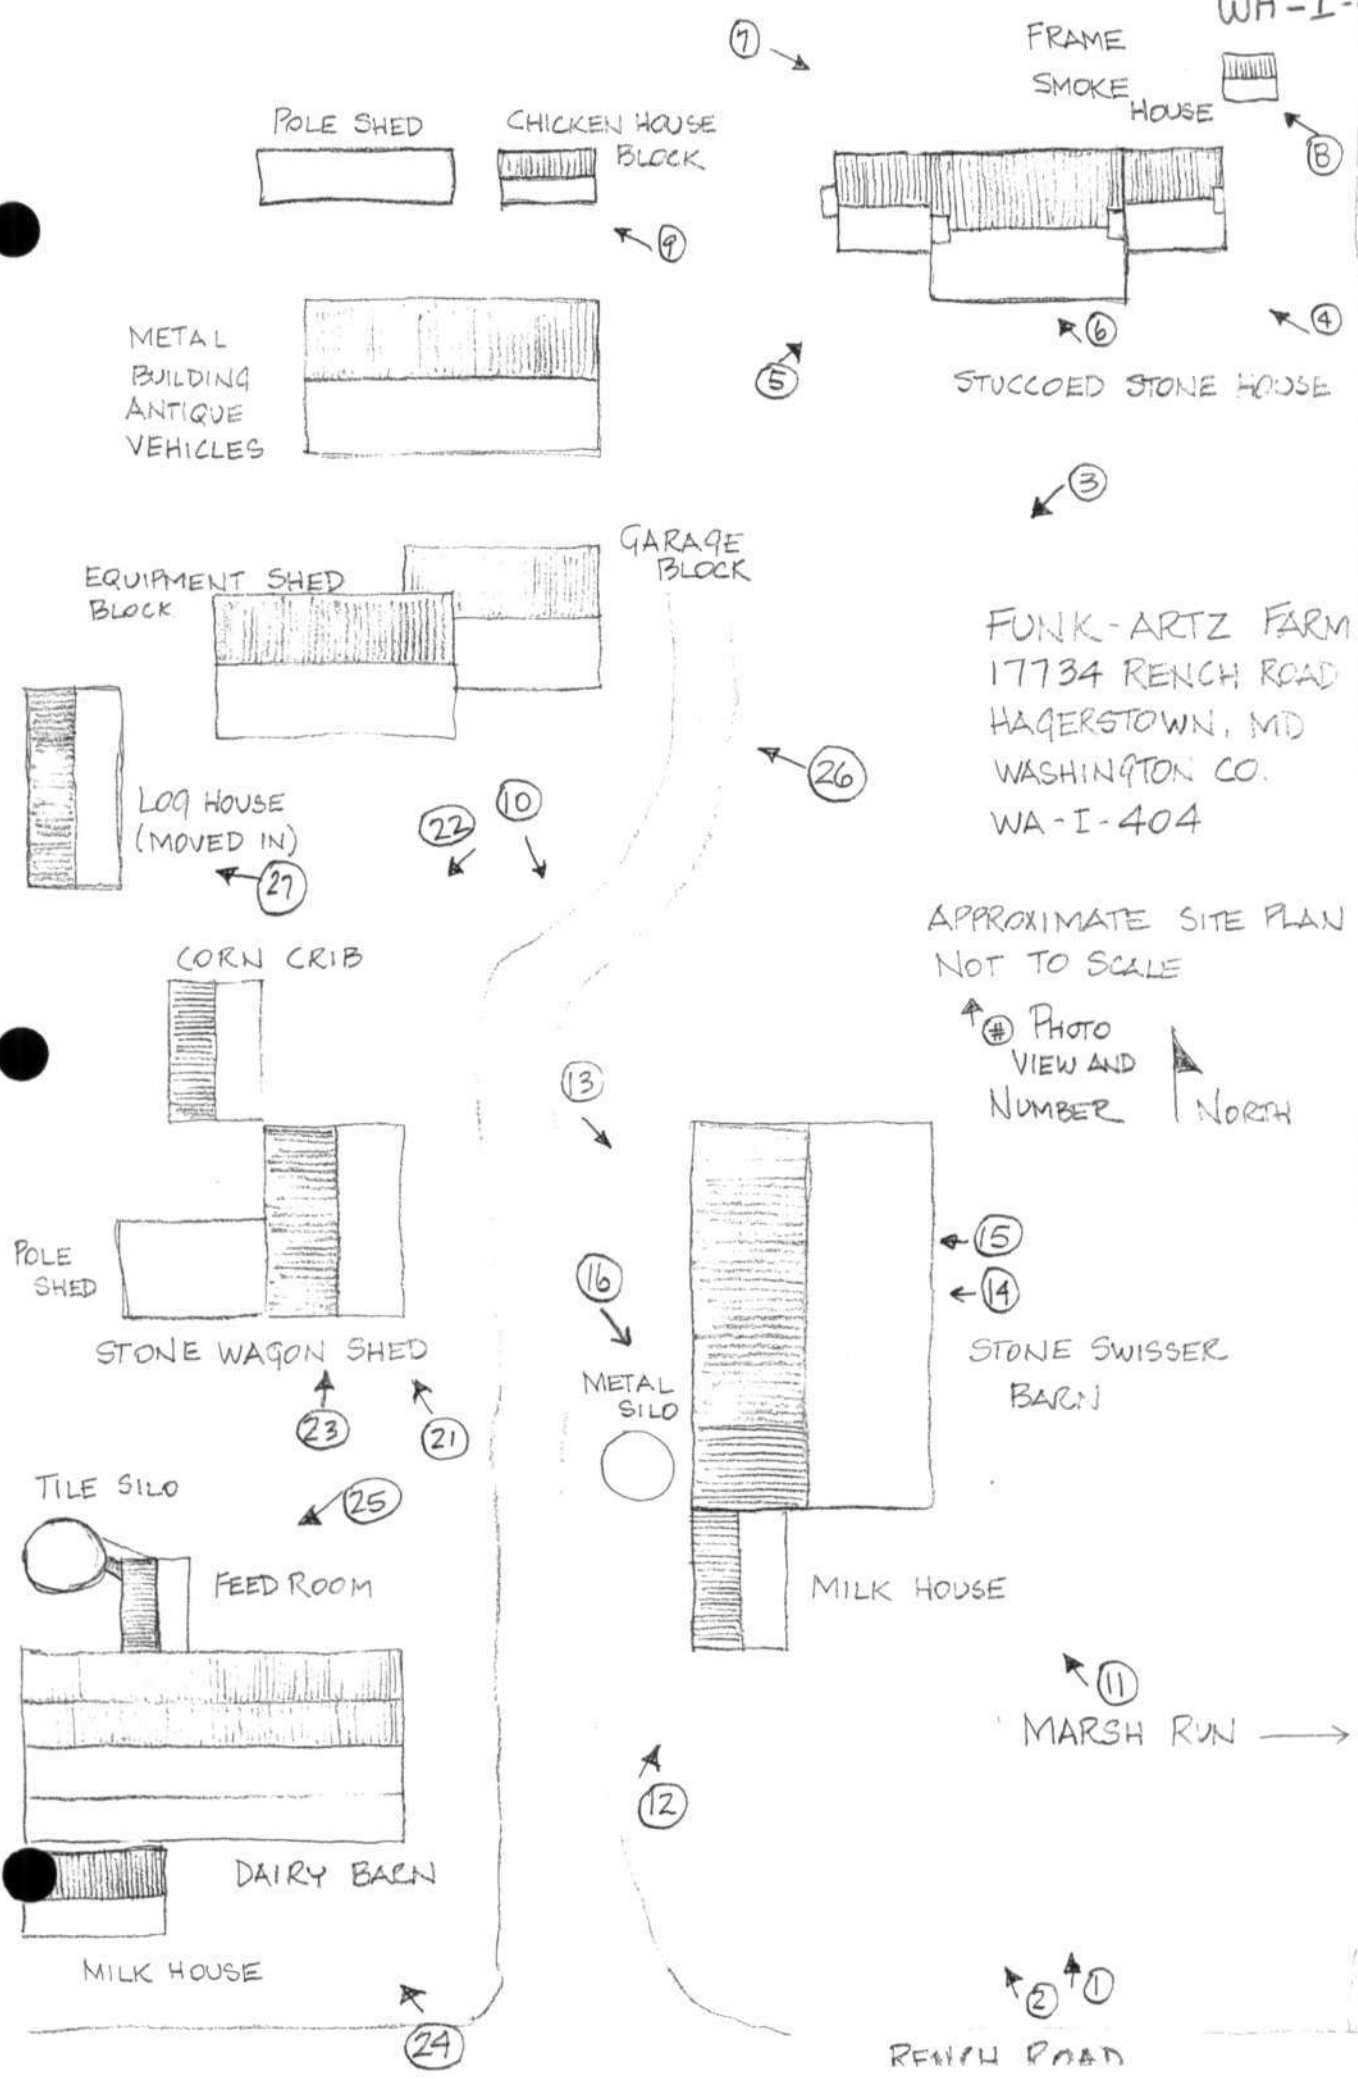 WA-I-
7
FRAME
SMOKE
HOUSE
8
POLE SHED
CHICKEN HOUSE
BLOCK
9
METAL
BUILDING
ANTIQUE
VEHICLES
5
6
4
STUCCOED STONE HOUSE
3
GARAGE
BLOCK
EQUIPMENT SHED
BLOCK
FUNK-ARTZ FARM
17734 RENCH ROAD
HAGERSTOWN, MD
WASHINGTON CO.
WA-I-404
26
LOG HOUSE
(MOVED IN)
22
10
27
CORN CRIB
APPROXIMATE SITE PLAN
NOT TO SCALE
# PHOTO
VIEW AND
NUMBER
NORTH
13
POLE
SHED
15
14
16
STONE WAGON SHED
STONE SWISSER
BARN
METAL
SILO
23
21
TILE SILO
25
FEED ROOM
MILK HOUSE
11
MARSH RUN
12
DAIRY BARN
MILK HOUSE
2
1
24
RENCH ROAD